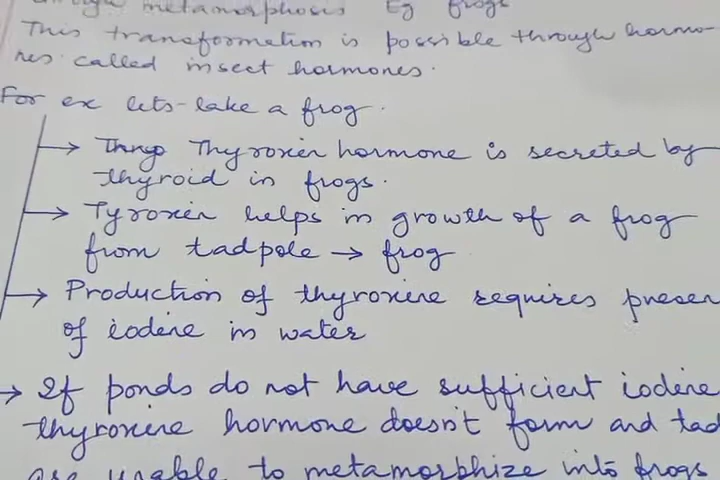 through metamorphosis Eg frogs
This transformation is possible through hormo-
nes called insect hormones.
For ex lets take a frog.
→ Thyroxin hormone is secreted by
thyroid in frogs.
→ Tyroxin helps in growth of a frog
from tadpole → frog
→ Production of thyroxine requires presen
of iodine in water
→ If ponds do not have sufficient iodine
thyroxine hormone doesn't form and tad
are unable to metamorphize into frogs